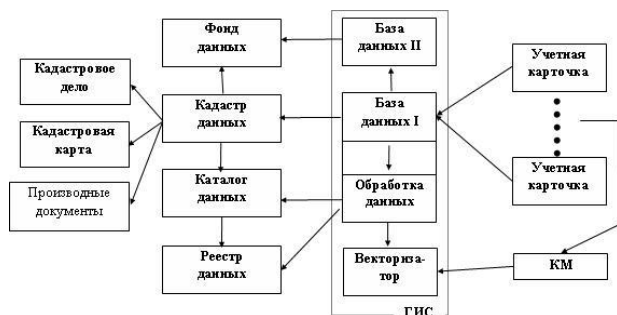 Фонд
данных
База
данных II
Учетная
карточка
Кадастровое
дело
Кадастр
данных
База
данных I
Кадастровая
карта
Учетная
карточка
Производные
документы
Каталог
данных
Обработка
данных
Реестр
данных
Векториза-
тор
КМ
ГИС